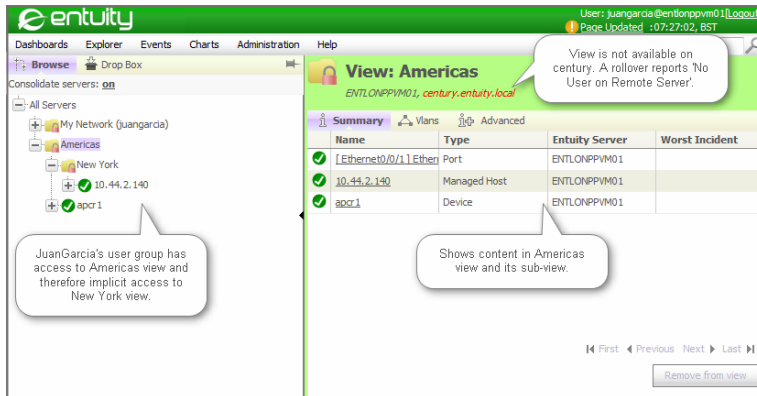 entuity
User: juangarcia@entlonppvm01[Logout
Page Updated :07:27:02, BST
Dashboards Explorer Events Charts Administration Help
Browse Drop Box
Consolidate servers: on
All Servers
My Network (juangarcia)
Americas
New York
10.44.2.140
apcr1
JuanGarcia's user group has
access to Americas view and
therefore implicit access to
New York view.
View: Americas
ENTLONPPVM01, century.entuity.local
View is not available on
century. A rollover reports 'No
User on Remote Server'.
Summary Vlans Advanced
Name Type Entuity Server Worst Incident
[ Ethernet0/0/1 ] Ethern Port ENTLONPPVM01
10.44.2.140 Managed Host ENTLONPPVM01
apcr1 Device ENTLONPPVM01
Shows content in Americas
view and its sub-view.
First Previous Next Last
Remove from view